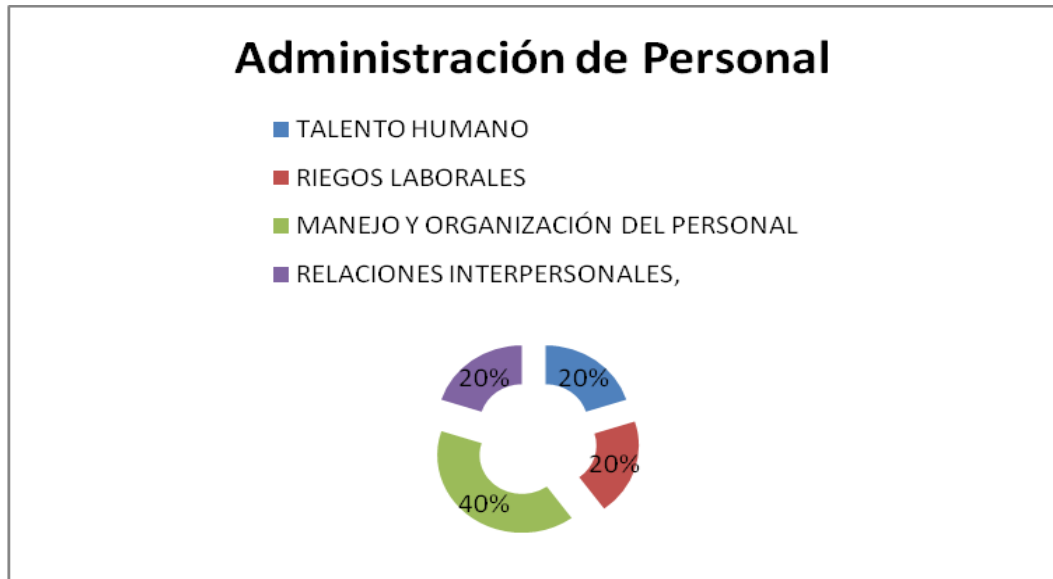 Administración de Personal
TALENTO HUMANO
RIEGOS LABORALES
MANEJO Y ORGANIZACIÓN DEL PERSONAL
RELACIONES INTERPERSONALES,
20% 20%
20%
40%